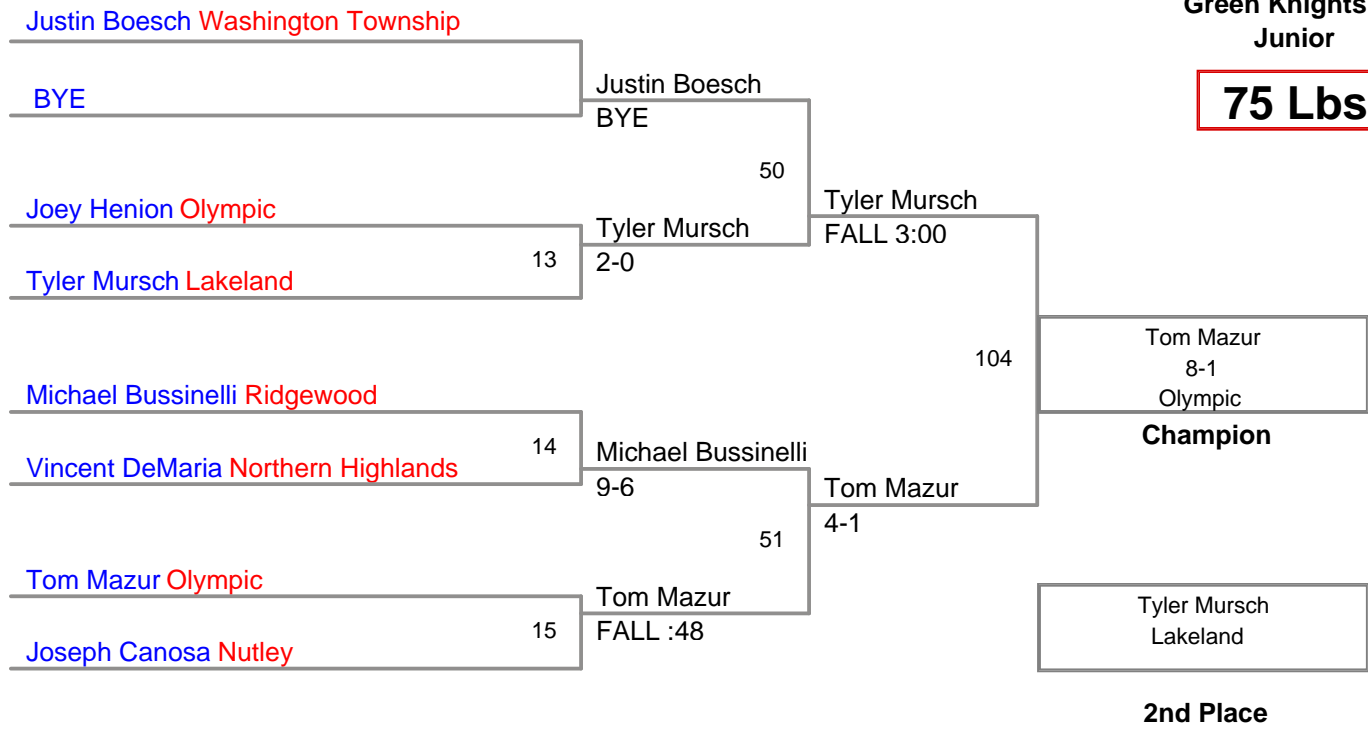 Green Knights
Junior
75 Lbs
Justin Boesch Washington Township
BYE
Justin Boesch
BYE
50
Joey Henion Olympic
Tyler Mursch Lakeland
13
Tyler Mursch
2-0
Tyler Mursch
FALL 3:00
Michael Bussinelli Ridgewood
Vincent DeMaria Northern Highlands
14
Michael Bussinelli
9-6
51
Tom Mazur Olympic
Joseph Canosa Nutley
15
Tom Mazur
FALL :48
Tom Mazur
4-1
104
Tom Mazur
8-1
Olympic
Champion
Tyler Mursch
Lakeland
2nd Place